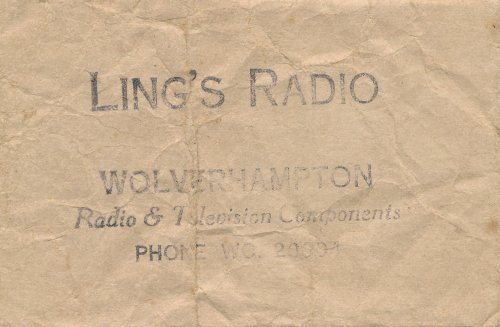 LING'S RADIO
WOLVERHAMPTON
Radio & Television Components
PHONE WO.